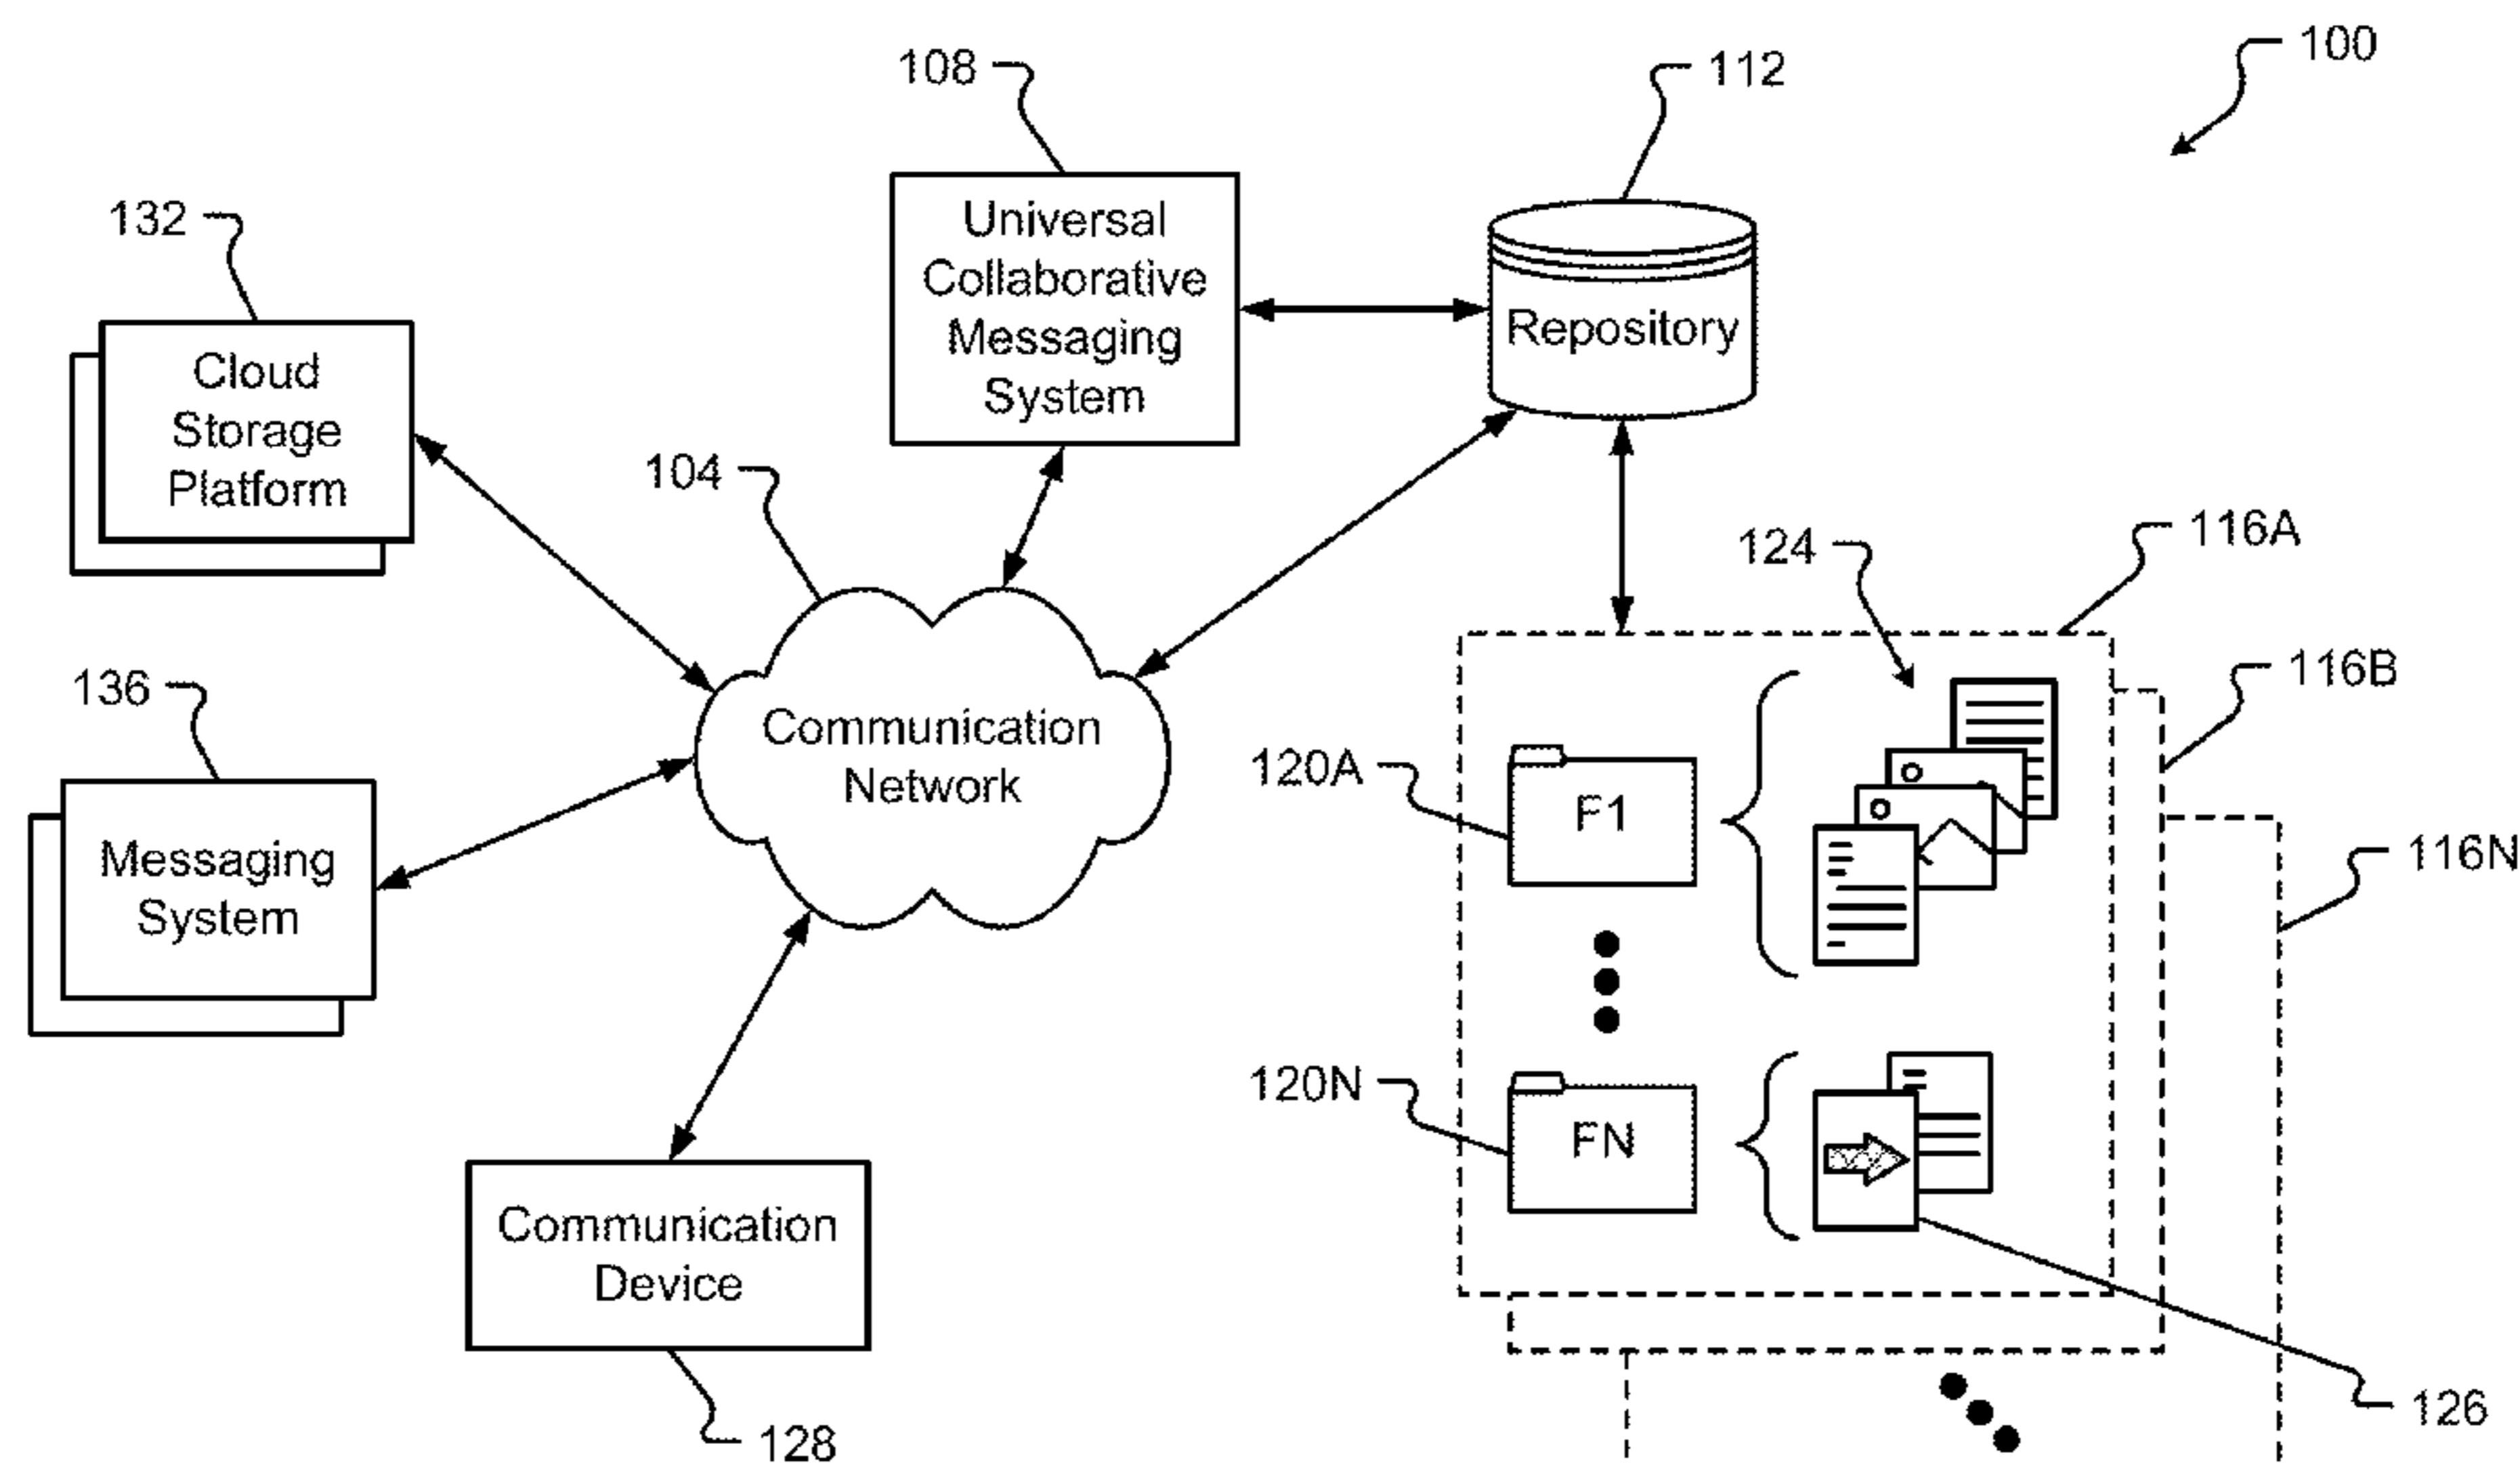 100
108
112
132
Universal
Collaborative
Messaging
System
Repository
Cloud
Storage
Platform
104
116A
124
136
116B
Communication
Network
120A
F1
116N
Messaging
System
120N
FN
Communication
Device
126
128